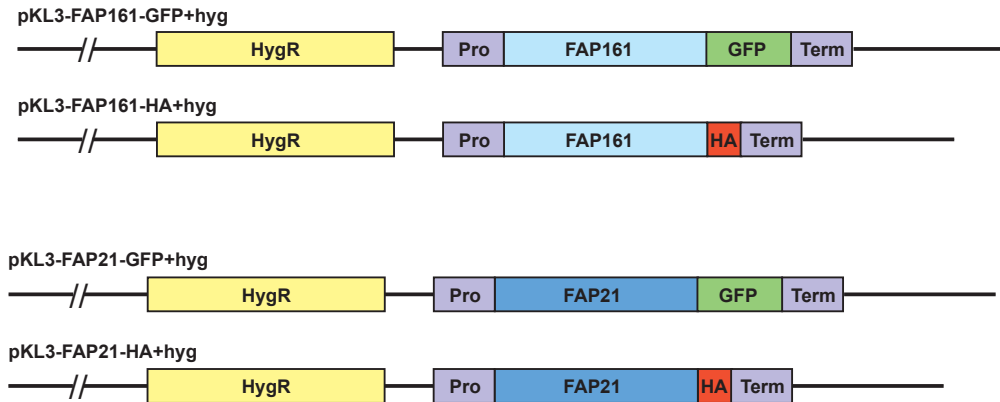 pKL3-FAP161-GFP+hyg
HygR Pro FAP161 GFP Term
pKL3-FAP161-HA+hyg
HygR Pro FAP161 HA Term
pKL3-FAP21-GFP+hyg
HygR Pro FAP21 GFP Term
pKL3-FAP21-HA+hyg
HygR Pro FAP21 HA Term